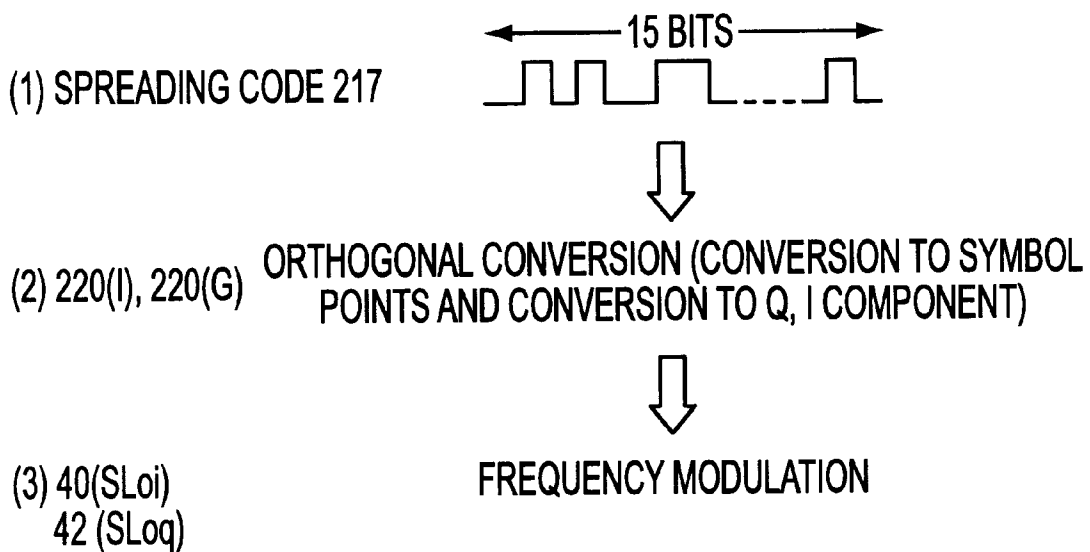 15 BITS
(1) SPREADING CODE 217
(2) 220(I), 220(G)
ORTHOGONAL CONVERSION (CONVERSION TO SYMBOL
POINTS AND CONVERSION TO Q, I COMPONENT)
(3) 40(SLoi)
42 (SLoq)
FREQUENCY MODULATION